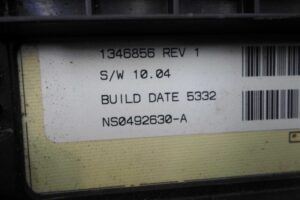 1346856 REV 1
S/W 10.04
BUILD DATE 5332
NS0492630-A